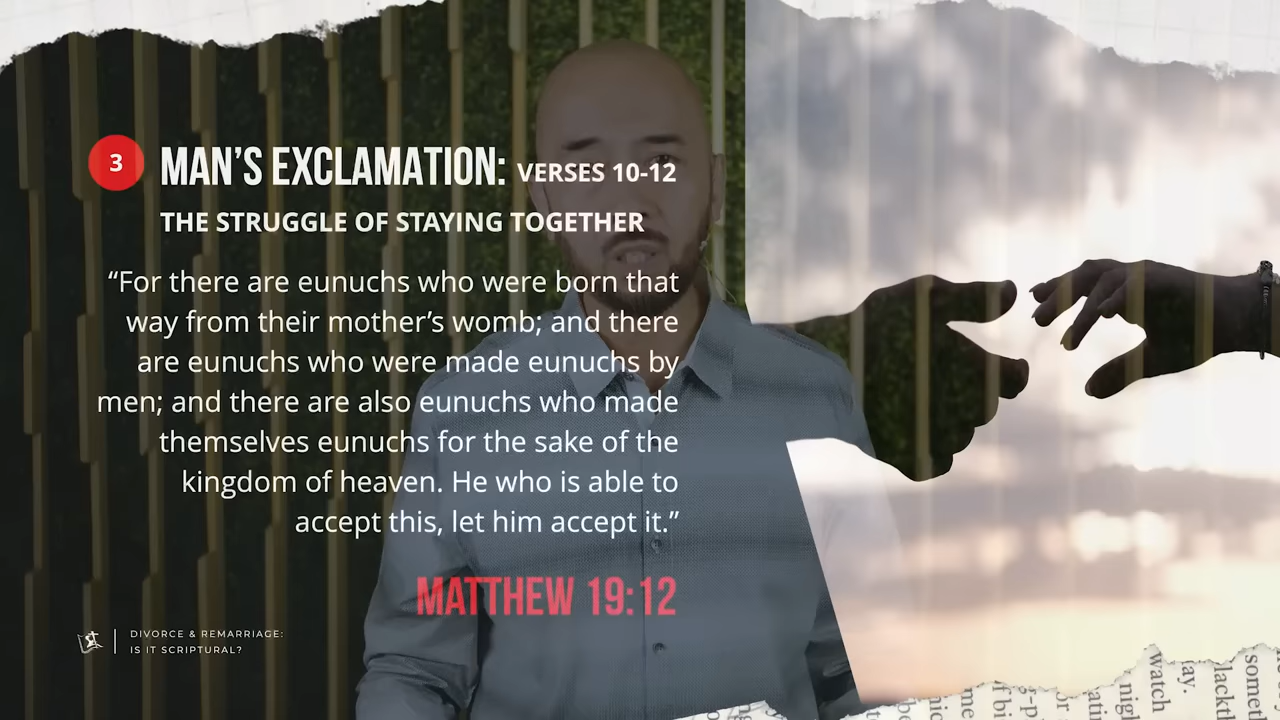 3
MAN’S EXCLAMATION: VERSES 10-12
THE STRUGGLE OF STAYING TOGETHER
“For there are eunuchs who were born that
way from their mother’s womb; and there
are eunuchs who were made eunuchs by
men; and there are also eunuchs who made
themselves eunuchs for the sake of the
kingdom of heaven. He who is able to
accept this, let him accept it.”
MATTHEW 19:12
DIVORCE & REMARRIAGE:
IS IT SCRIPTURAL?
watch